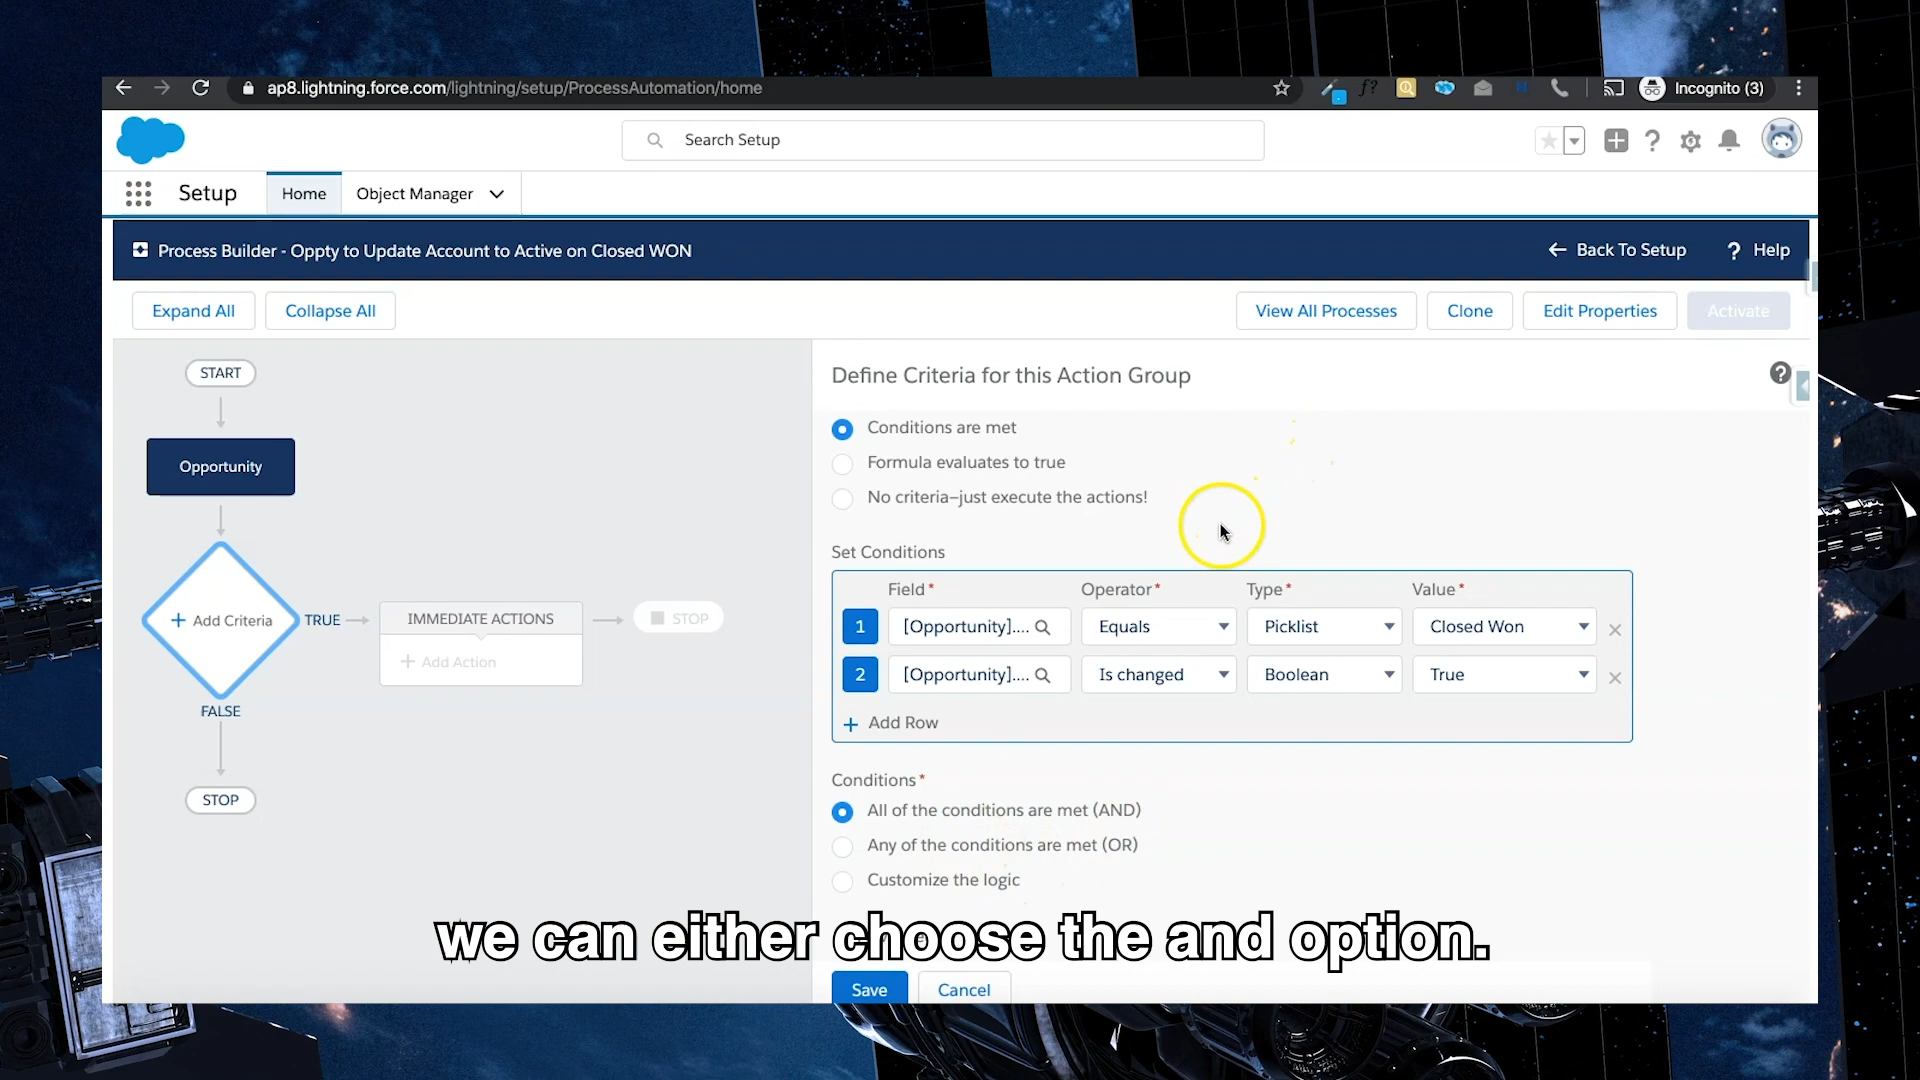 ap8.lightning.force.com/lightning/setup/ProcessAutomation/home
Incognito (3)
Search Setup
Setup
Home
Object Manager
Process Builder - Oppty to Update Account to Active on Closed WON
Back To Setup
? Help
Expand All
Collapse All
View All Processes
Clone
Edit Properties
Activate
START
Opportunity
+ Add Criteria
TRUE
IMMEDIATE ACTIONS
+ Add Action
STOP
FALSE
STOP
Define Criteria for this Action Group
Conditions are met
Formula evaluates to true
No criteria–just execute the actions!
Set Conditions
Field* Operator* Type* Value*
1 [Opportunity].... Equals Picklist Closed Won
2 [Opportunity].... Is changed Boolean True
+ Add Row
Conditions*
All of the conditions are met (AND)
Any of the conditions are met (OR)
Customize the logic
we can either choose the and option.
Save
Cancel